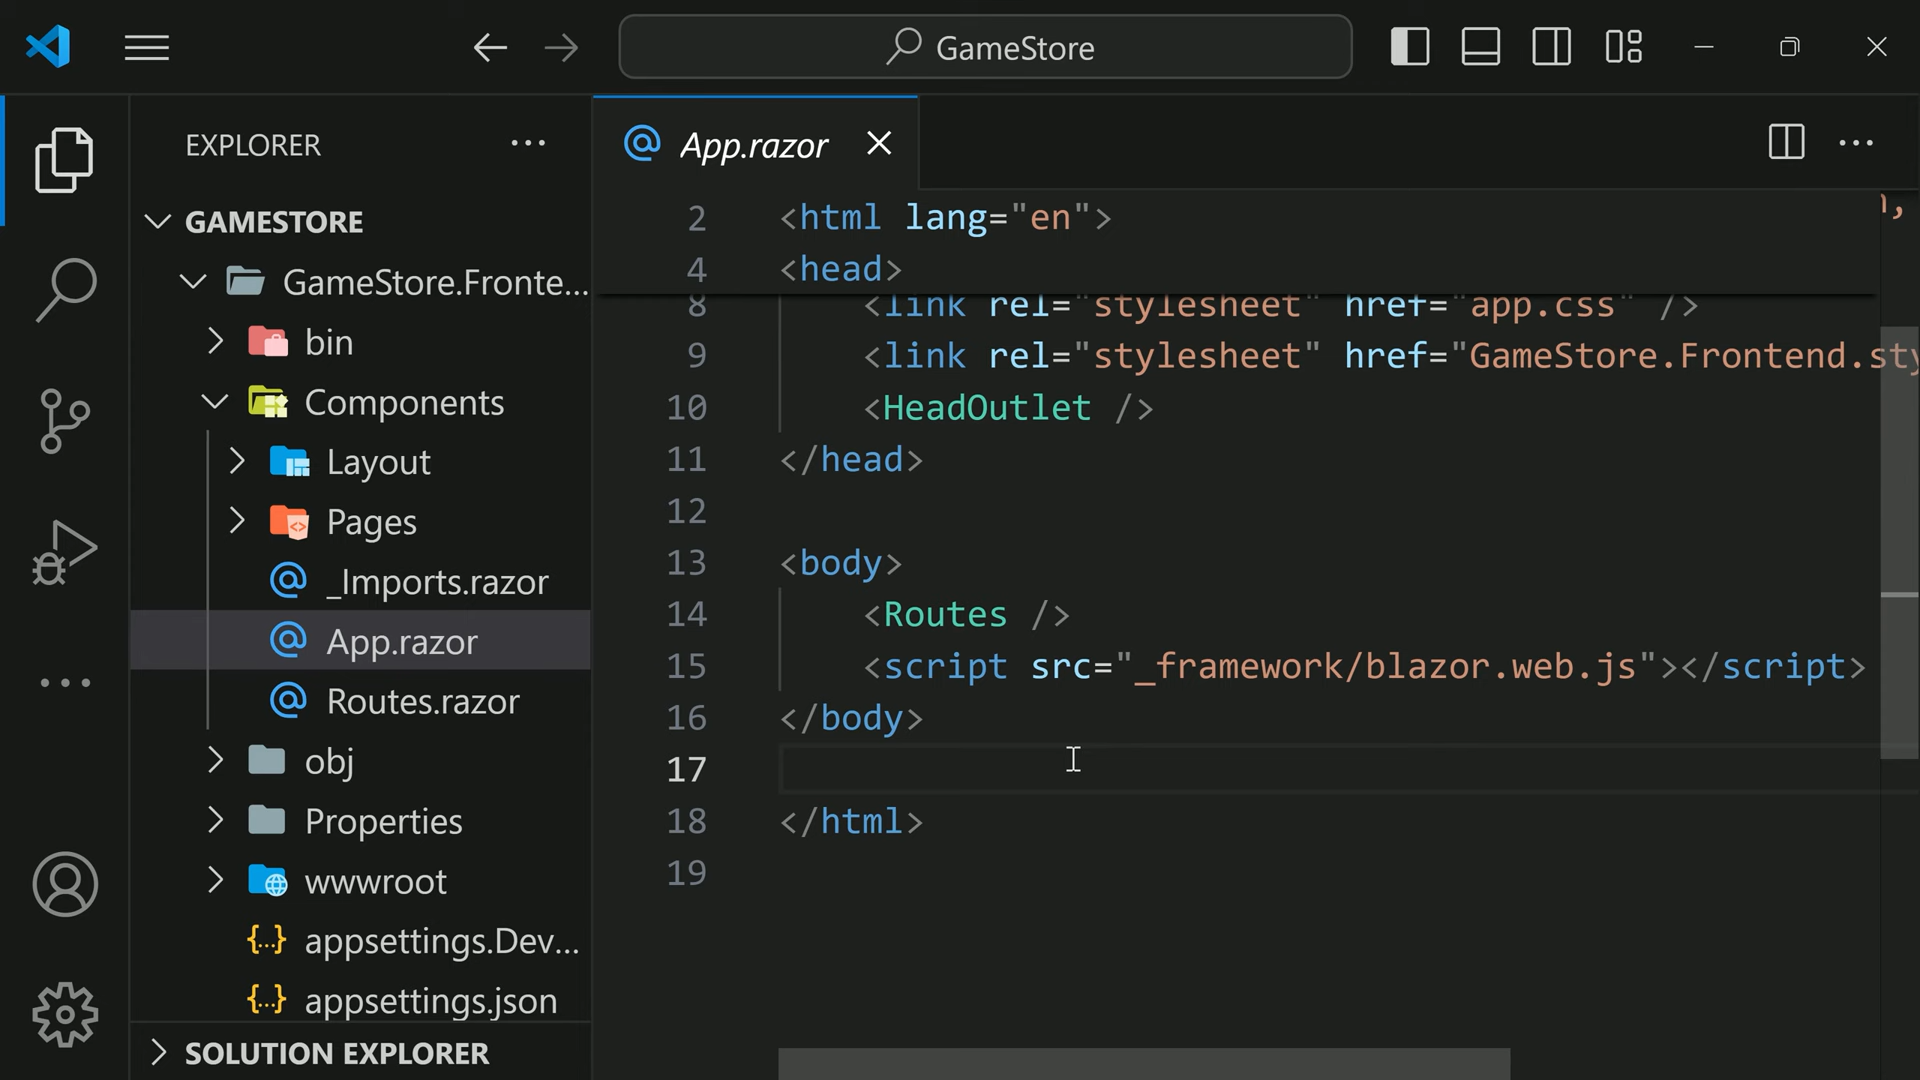 GameStore
EXPLORER
GAMESTORE
GameStore.Fronte...
bin
Components
Layout
Pages
_Imports.razor
App.razor
Routes.razor
obj
Properties
wwwroot
{..} appsettings.Dev...
{..} appsettings.json
SOLUTION EXPLORER
App.razor
2 <html lang="en">
4 <head>
8 <link rel="stylesheet" href="app.css" />
9 <link rel="stylesheet" href="GameStore.Frontend.sty
10 <HeadOutlet />
11 </head>
12
13 <body>
14 <Routes />
15 <script src="_framework/blazor.web.js"></script>
16 </body>
17
18 </html>
19